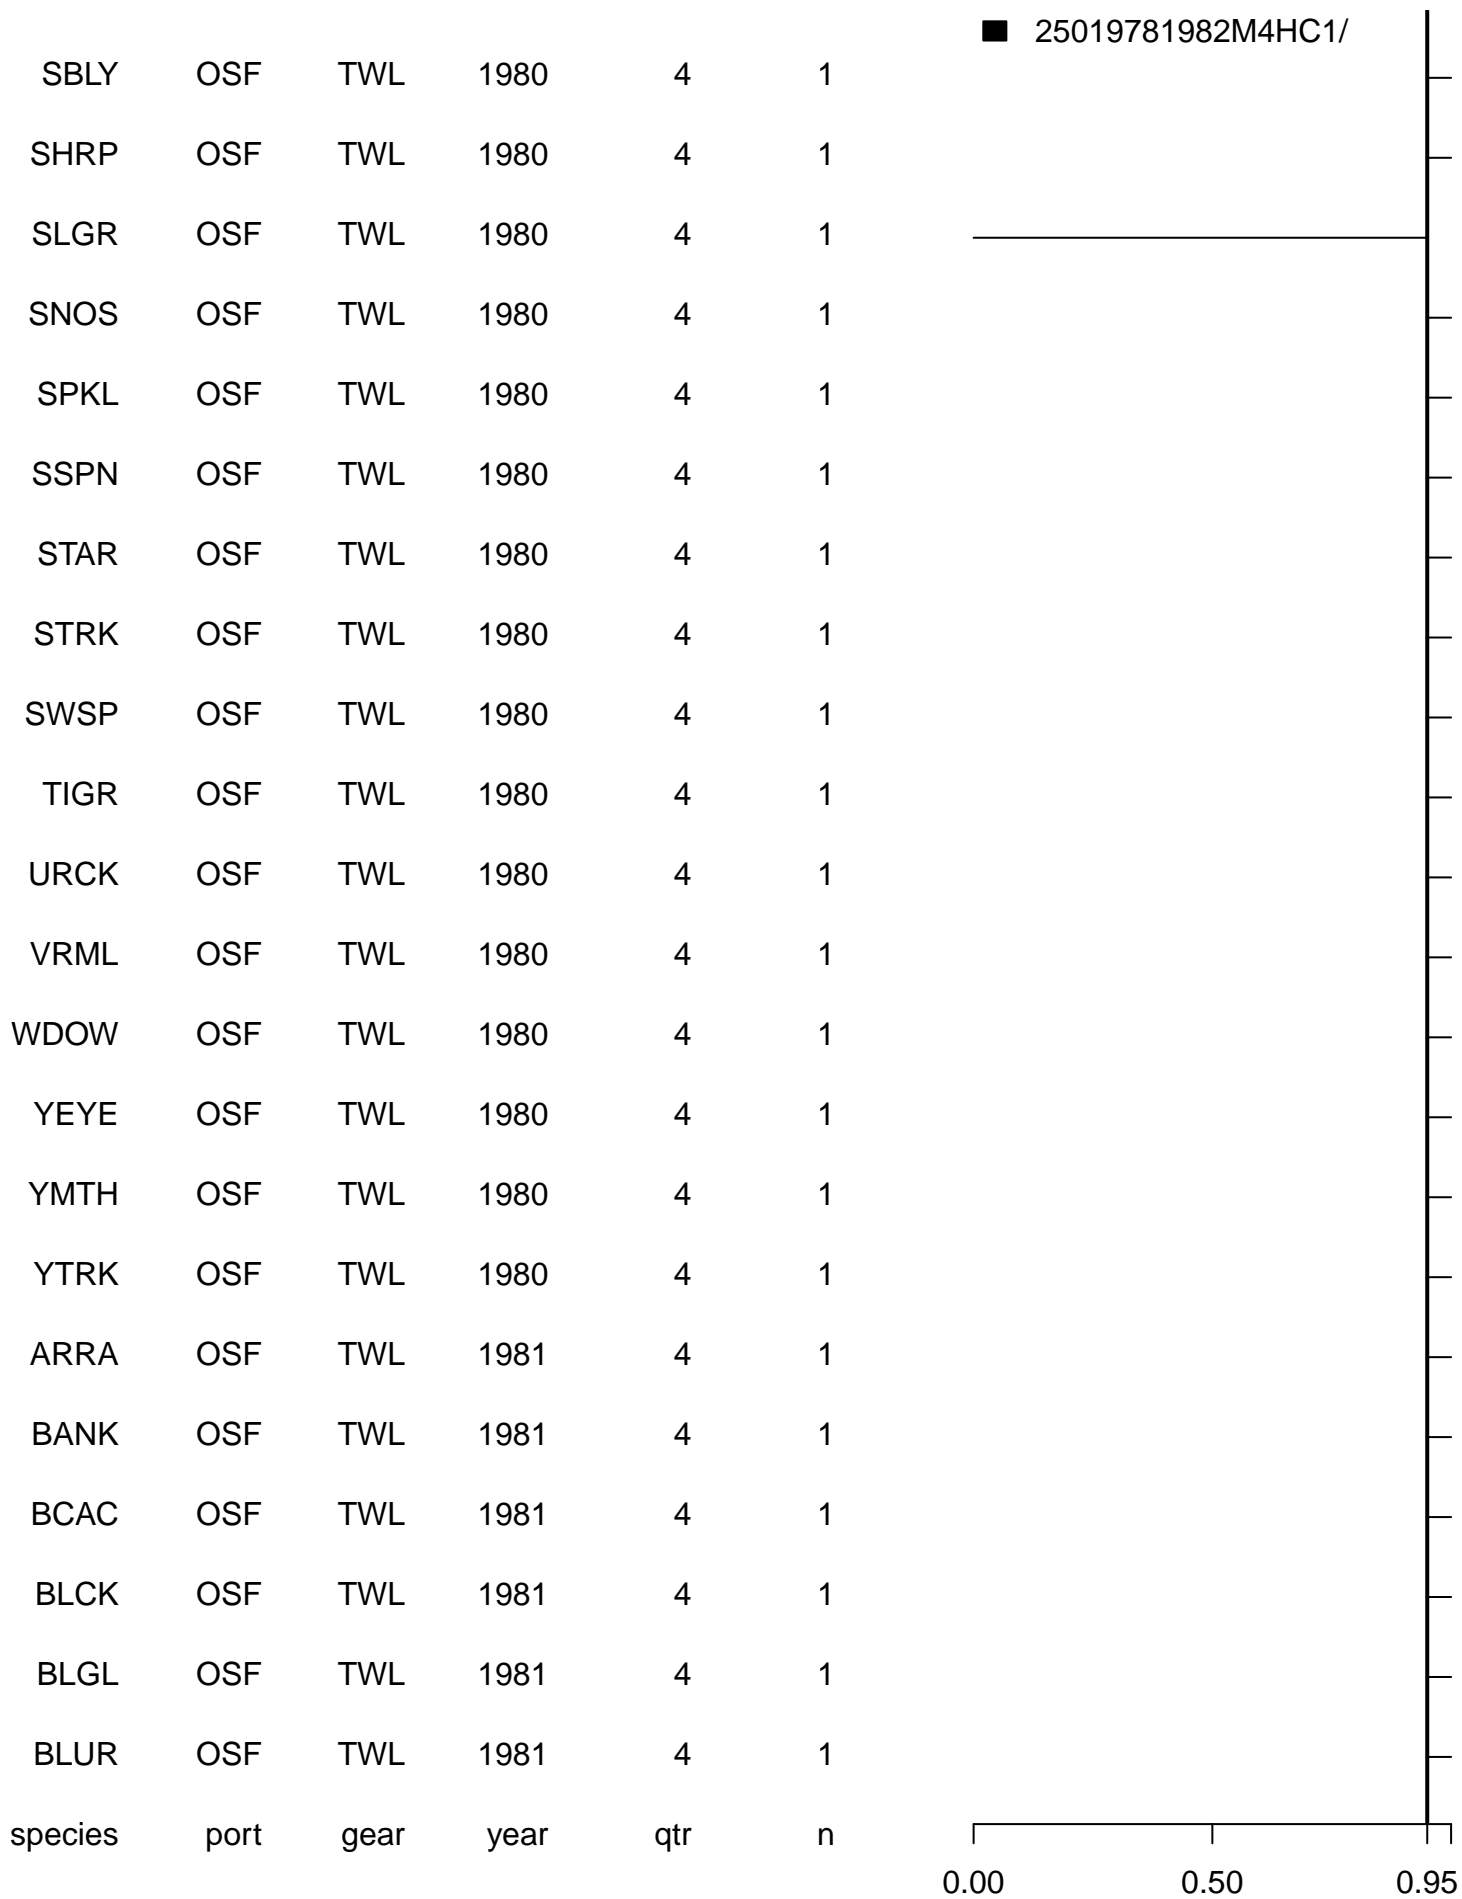 25019781982M4HC1/
SBLY OSF TWL 1980 4 1
SHRP OSF TWL 1980 4 1
SLGR OSF TWL 1980 4 1
SNOS OSF TWL 1980 4 1
SPKL OSF TWL 1980 4 1
SSPN OSF TWL 1980 4 1
STAR OSF TWL 1980 4 1
STRK OSF TWL 1980 4 1
SWSP OSF TWL 1980 4 1
TIGR OSF TWL 1980 4 1
URCK OSF TWL 1980 4 1
VRML OSF TWL 1980 4 1
WDOW OSF TWL 1980 4 1
YEYE OSF TWL 1980 4 1
YMTH OSF TWL 1980 4 1
YTRK OSF TWL 1980 4 1
ARRA OSF TWL 1981 4 1
BANK OSF TWL 1981 4 1
BCAC OSF TWL 1981 4 1
BLCK OSF TWL 1981 4 1
BLGL OSF TWL 1981 4 1
BLUR OSF TWL 1981 4 1
species port gear year qtr n
0.00 0.50 0.95